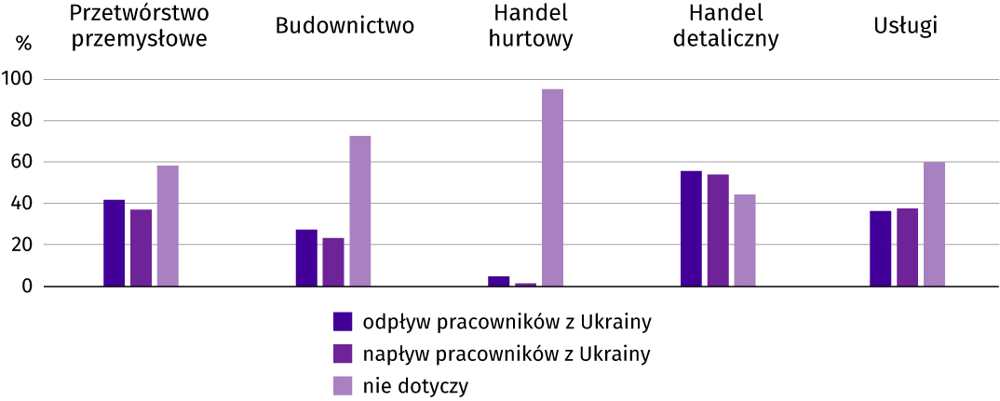 Przetwórstwo
przemysłowe
Budownictwo
Handel
hurtowy
Handel
detaliczny
Usługi
%
100
80
60
40
20
0
odpływ pracowników z Ukrainy
napływ pracowników z Ukrainy
nie dotyczy